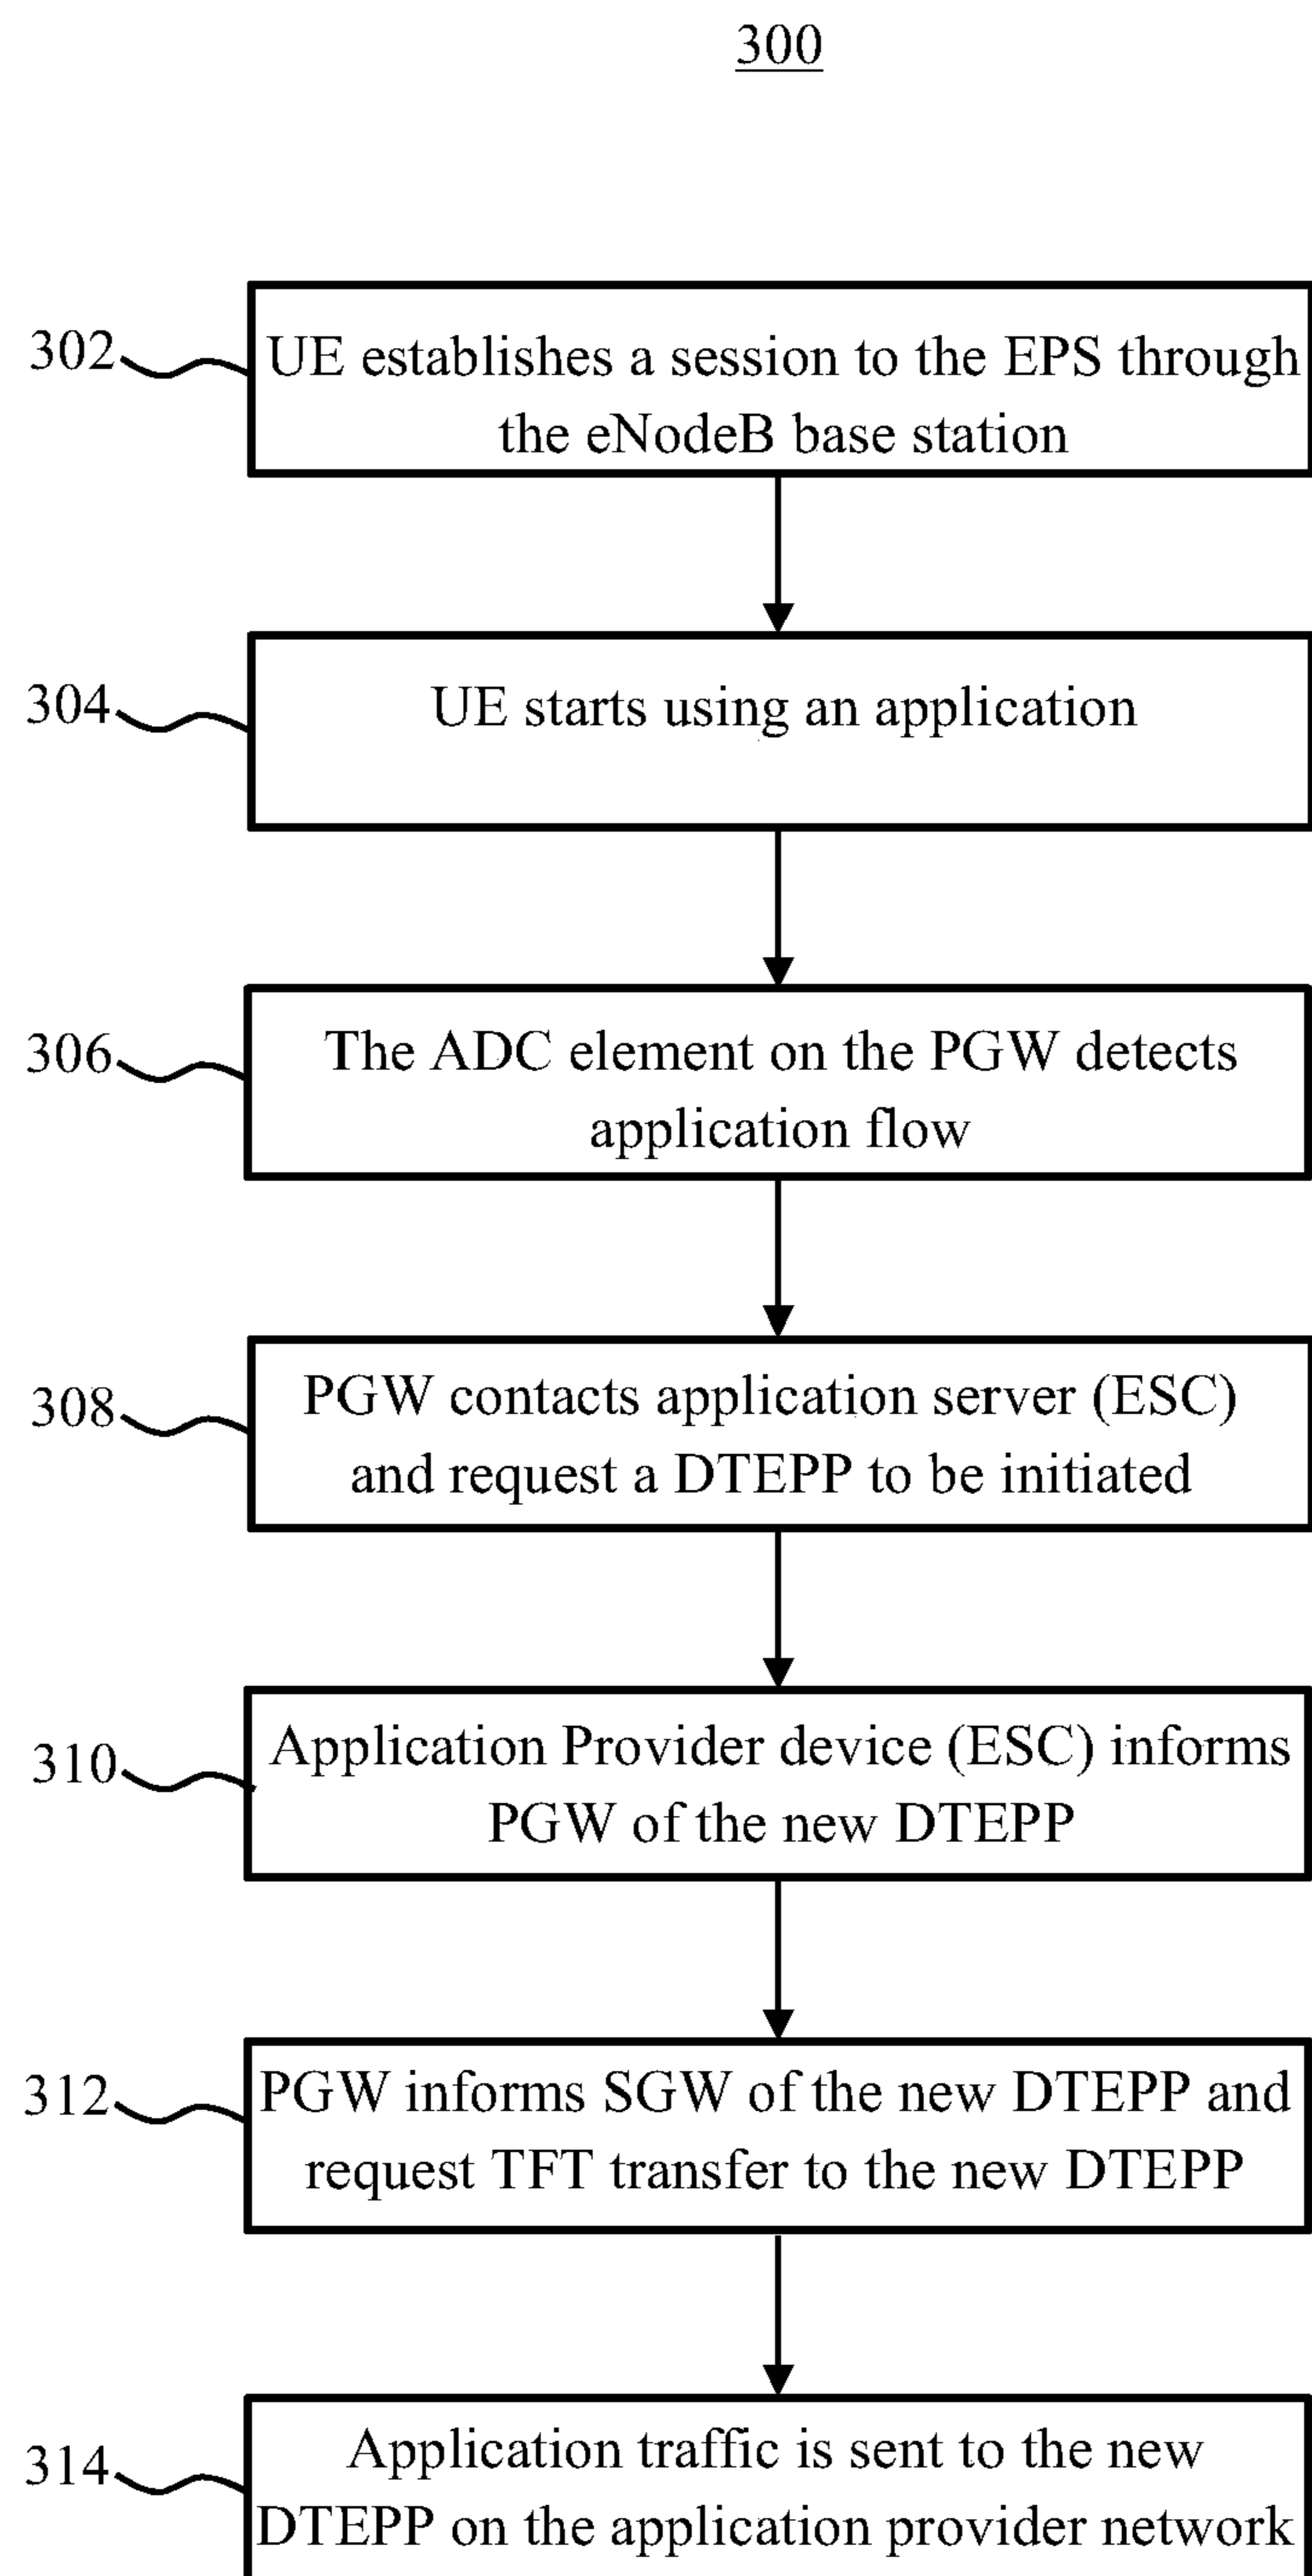 300
302
UE establishes a session to the EPS through
the eNodeB base station
304
UE starts using an application
306
The ADC element on the PGW detects
application flow
308
PGW contacts application server (ESC)
and request a DTEPP to be initiated
310
Application Provider device (ESC) informs
PGW of the new DTEPP
312
PGW informs SGW of the new DTEPP and
request TFT transfer to the new DTEPP
314
Application traffic is sent to the new
DTEPP on the application provider network